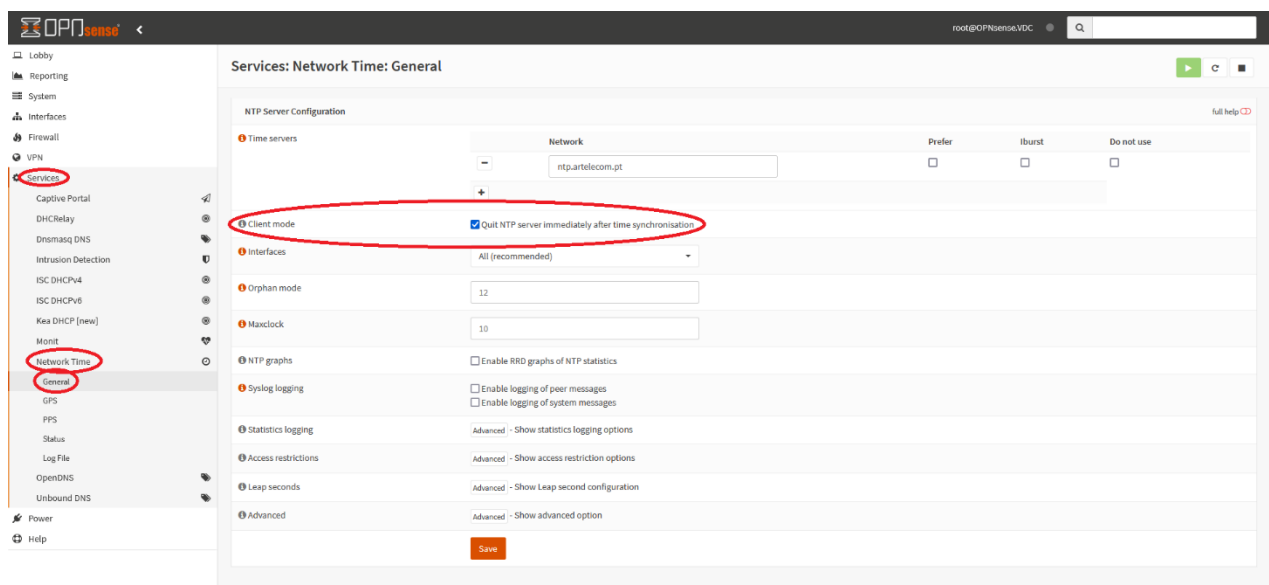 OPNsense
root@OPNsense.VDC
Lobby
Reporting
System
Interfaces
Firewall
VPN
Services
Captive Portal
DHCRelay
Dnsmasq DNS
Intrusion Detection
ISC DHCPv4
ISC DHCPv6
Kea DHCP [new]
Monit
Network Time
General
GPS
PPS
Status
Log File
OpenDNS
Unbound DNS
Power
Help
Services: Network Time: General
NTP Server Configuration
full help
Time servers
Network Prefer Iburst Do not use
ntp.artelecom.pt
Client mode Quit NTP server immediately after time synchronisation
Interfaces All (recommended)
Orphan mode 12
Maxclock 10
NTP graphs Enable RRD graphs of NTP statistics
Syslog logging Enable logging of peer messages
Enable logging of system messages
Statistics logging Advanced - Show statistics logging options
Access restrictions Advanced - Show access restriction options
Leap seconds Advanced - Show Leap second configuration
Advanced Advanced - Show advanced option
Save